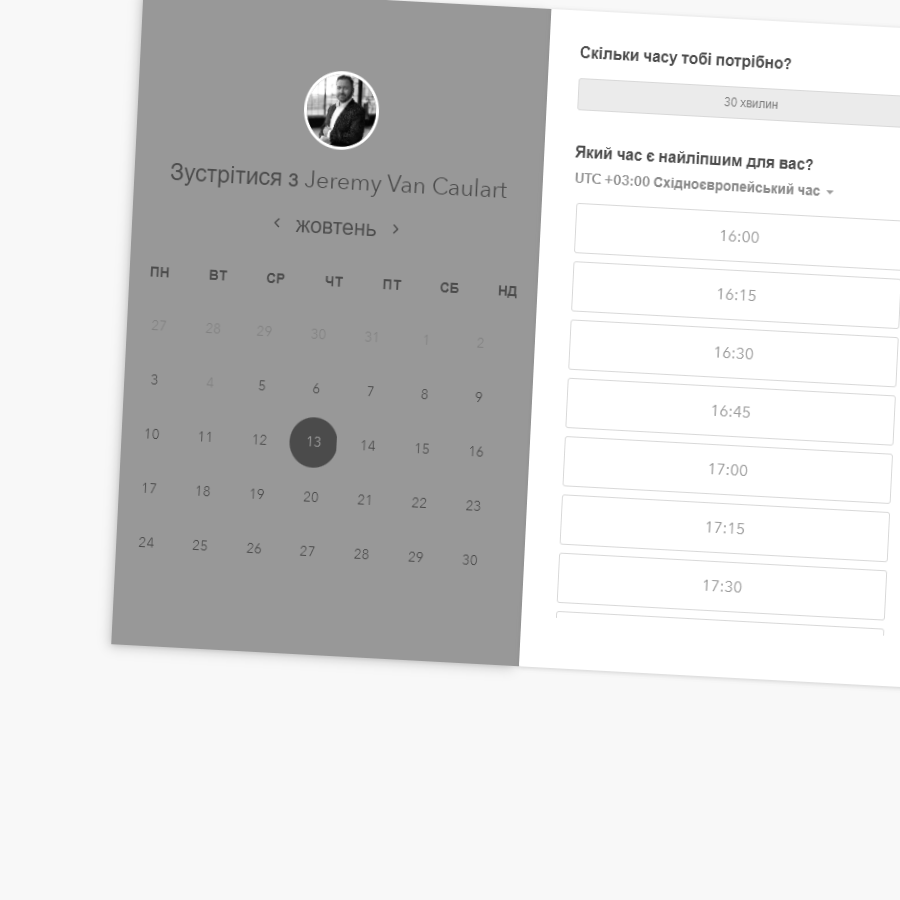 Зустрітися з Jeremy Van Caulart
жовтень
ПН ВТ СР ЧТ ПТ СБ НД
27 28 29 30 31 1 2
3 4 5 6 7 8 9
10 11 12 13 14 15 16
17 18 19 20 21 22 23
24 25 26 27 28 29 30
Скільки часу тобі потрібно?
30 хвилин
Який час є найліпшим для вас?
UTC +03:00 Східноєвропейський час
16:00
16:15
16:30
16:45
17:00
17:15
17:30